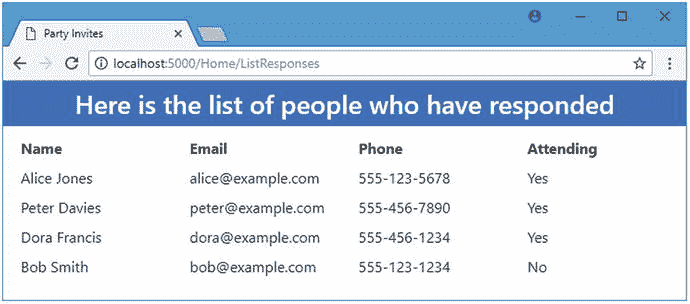 Party Invites
localhost:5000/Home/ListResponses
Here is the list of people who have responded
Name Email Phone Attending
Alice Jones alice@example.com 555-123-5678 Yes
Peter Davies peter@example.com 555-456-7890 Yes
Dora Francis dora@example.com 555-456-1234 Yes
Bob Smith bob@example.com 555-123-1234 No